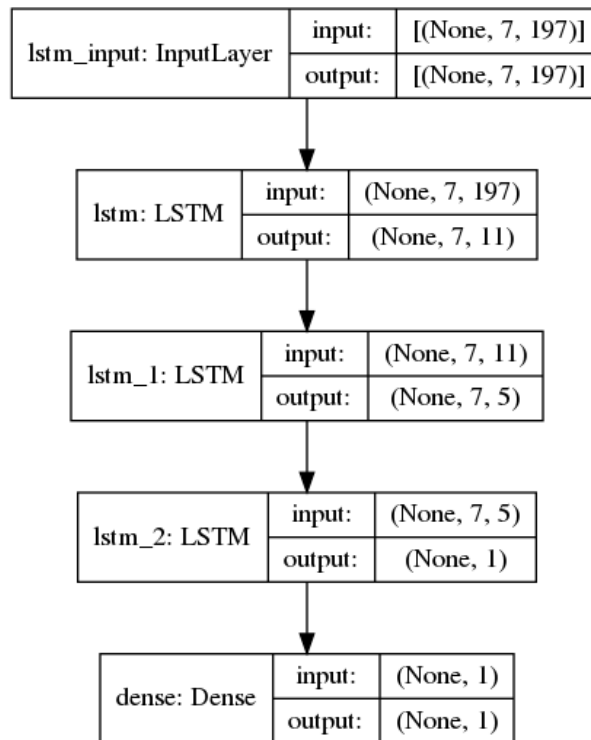 lstm_input: InputLayer
input: [(None, 7, 197)]
output: [(None, 7, 197)]
lstm: LSTM
input: (None, 7, 197)
output: (None, 7, 11)
lstm_1: LSTM
input: (None, 7, 11)
output: (None, 7, 5)
lstm_2: LSTM
input: (None, 7, 5)
output: (None, 1)
dense: Dense
input: (None, 1)
output: (None, 1)